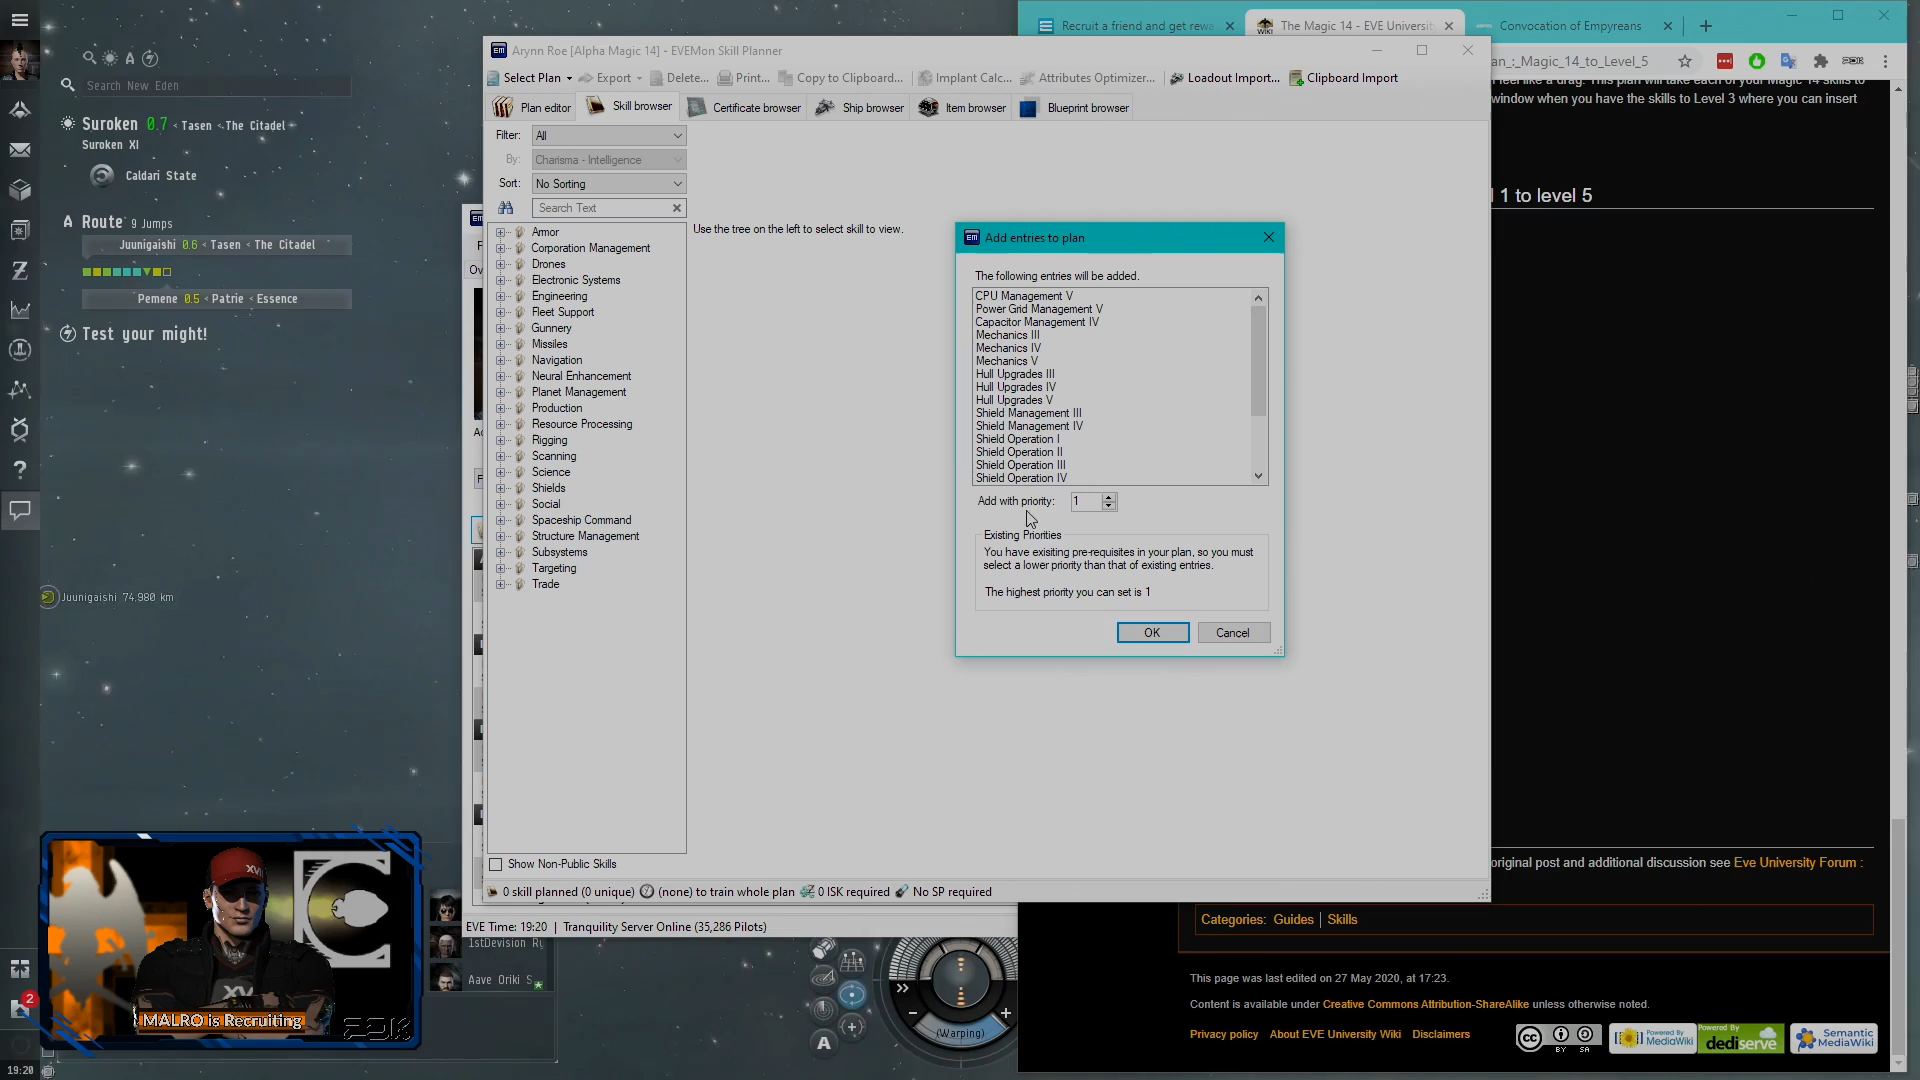 Search New Eden
Suroken 0.7 < Tasen < The Citadel
Suroken XI
Caldari State
Route 9 Jumps
Juunigaishi 0.6 < Tasen < The Citadel
Pemene 0.5 < Patrie < Essence
Test your might!
Juunigaishi 74,980 km
Arynn Roe [Alpha Magic 14] - EVEMon Skill Planner
Select Plan
Export
Delete...
Print...
Copy to Clipboard...
Implant Calc...
Attributes Optimizer...
Loadout Import...
Clipboard Import
Plan editor
Skill browser
Certificate browser
Ship browser
Item browser
Blueprint browser
Filter: All
By: Charisma - Intelligence
Sort: No Sorting
Search Text
Use the tree on the left to select skill to view.
Armor
Corporation Management
Drones
Electronic Systems
Engineering
Fleet Support
Gunnery
Missiles
Navigation
Neural Enhancement
Planet Management
Production
Resource Processing
Rigging
Scanning
Science
Shields
Social
Spaceship Command
Structure Management
Subsystems
Targeting
Trade
Show Non-Public Skills
0 skill planned (0 unique) (none) to train whole plan 0 ISK required No SP required
EVE Time: 19:20 | Tranquility Server Online (35,286 Pilots)
Add entries to plan
The following entries will be added.
CPU Management V
Power Grid Management V
Capacitor Management IV
Mechanics III
Mechanics IV
Mechanics V
Hull Upgrades III
Hull Upgrades IV
Hull Upgrades V
Shield Management III
Shield Management IV
Shield Operation I
Shield Operation II
Shield Operation III
Shield Operation IV
Add with priority: 1
Existing Priorities
You have exisiting pre-requisites in your plan, so you must
select a lower priority than that of existing entries.
The highest priority you can set is 1
OK
Cancel
Recruit a friend and get rewa
The Magic 14 - EVE Universit
Convocation of Empyreans
an_:_Magic_14_to_Level_5
window when you have the skills to Level 3 where you can insert
1 to level 5
original post and additional discussion see Eve University Forum :
Categories: Guides | Skills
This page was last edited on 27 May 2020, at 17:23.
Content is available under Creative Commons Attribution-ShareAlike unless otherwise noted.
Privacy policy About EVE University Wiki Disclaimers
cc BY SA
Powered By MediaWiki
POWERED BY dediserve
Semantic MediaWiki
Aave Oriki S
(Warping)
A
XVI
XV
MALRO is Recruiting
2
19:20